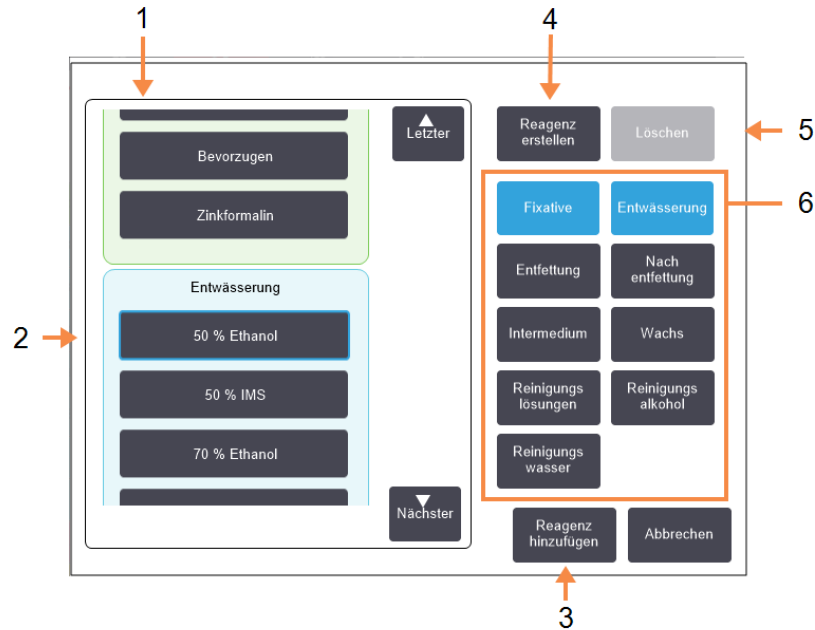 1
4
Letzter
Reagenz
erstellen
Löschen
5
Bevorzugen
Zinkformalin
6
Fixative
Entwässerung
Entfettung
Nach
entfettung
Entwässerung
2
50 % Ethanol
Intermedium
Wachs
50 % IMS
Reinigungs
lösungen
Reinigungs
alkohol
70 % Ethanol
Reinigungs
wasser
Nächster
Reagenz
hinzufügen
Abbrechen
3